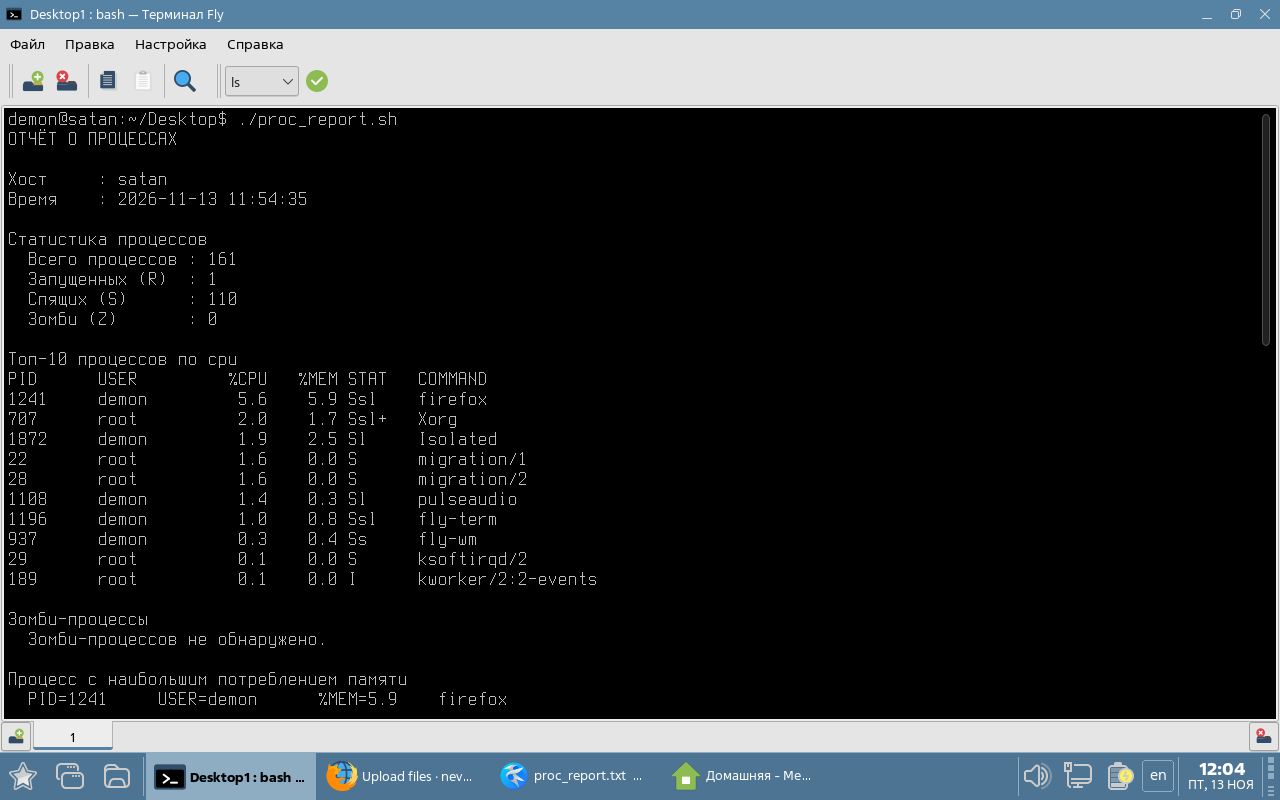 Desktop1 : bash — Терминал Fly
Файл Правка Настройка Справка
ls
demon@satan:~/Desktop$ ./proc_report.sh
ОТЧЁТ О ПРОЦЕССАХ
Хост : satan
Время : 2026-11-13 11:54:35
Статистика процессов
Всего процессов : 161
Запущенных (R) : 1
Спящих (S) : 110
Зомби (Z) : 0
Топ-10 процессов по cpu
PID USER %CPU %MEM STAT COMMAND
1241 demon 5.6 5.9 Ssl firefox
707 root 2.0 1.7 Ssl+ Xorg
1872 demon 1.9 2.5 Sl Isolated
22 root 1.6 0.0 S migration/1
28 root 1.6 0.0 S migration/2
1108 demon 1.4 0.3 Sl pulseaudio
1196 demon 1.0 0.8 Ssl fly-term
937 demon 0.3 0.4 Ss fly-wm
29 root 0.1 0.0 S ksoftirqd/2
189 root 0.1 0.0 I kworker/2:2-events
Зомби-процессы
Зомби-процессов не обнаружено.
Процесс с наибольшим потреблением памяти
PID=1241 USER=demon %MEM=5.9 firefox
1
Desktop1 : bash ...
Upload files · nev...
proc_report.txt ...
Домашняя – Me...
en
12:04
ПТ, 13 НОЯ